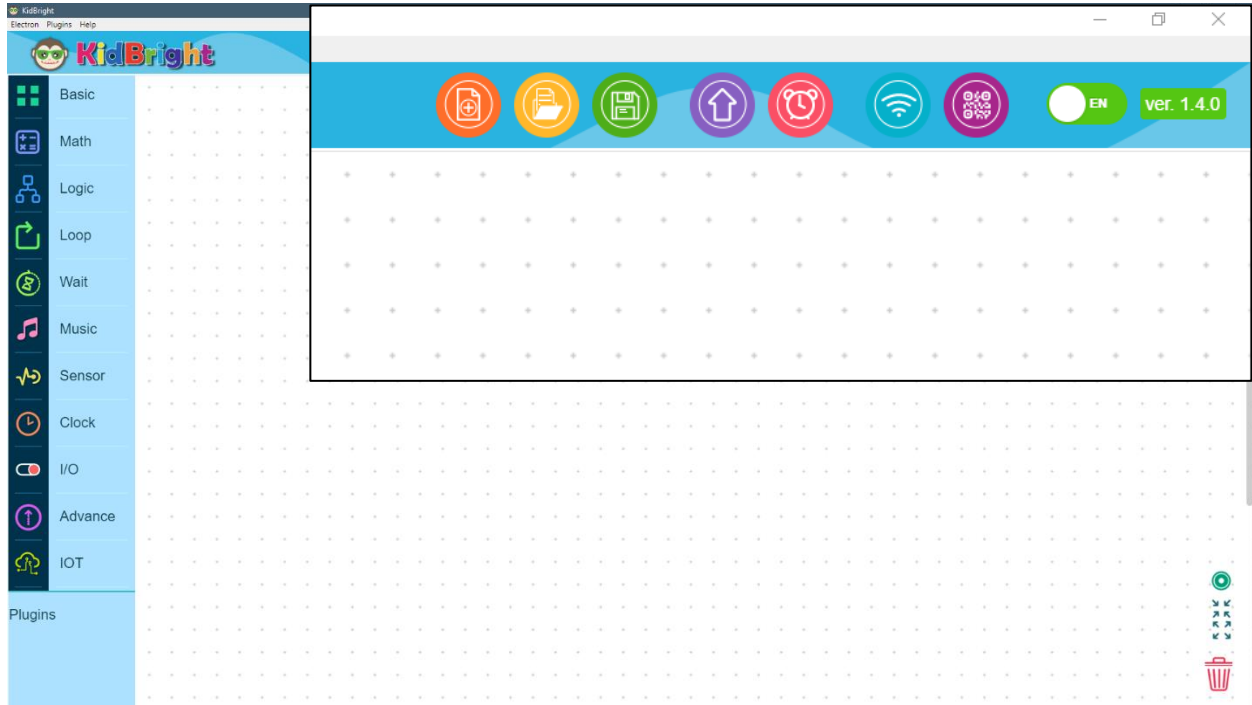 KidBright
Electron Plugins Help
KidBright
EN
ver. 1.4.0
Basic
Math
Logic
Loop
Wait
Music
Sensor
Clock
I/O
Advance
IOT
Plugins